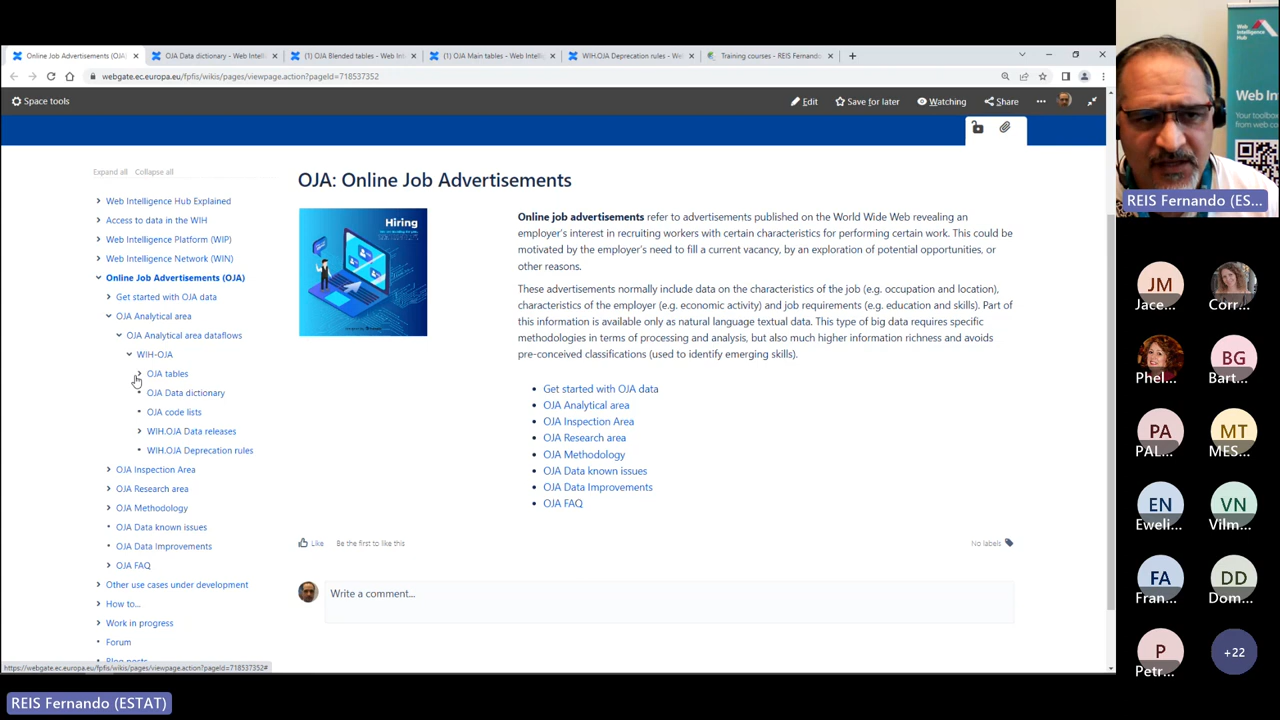 Online Job Advertisements (OJA)
OJA Data dictionary - Web Intell
(1) OJA Blended tables - Web Int
(1) OJA Main tables - Web Intellig
WIH.OJA Deprecation rules - We
Training courses - REIS Fernando
webgate.ec.europa.eu/fpfis/wikis/pages/viewpage.action?pageId=718537352
Space tools
Edit
Save for later
Watching
Share
Expand all Collapse all
Web Intelligence Hub Explained
Access to data in the WIH
Web Intelligence Platform (WIP)
Web Intelligence Network (WIN)
Online Job Advertisements (OJA)
Get started with OJA data
OJA Analytical area
OJA Analytical area dataflows
WIH-OJA
OJA tables
OJA Data dictionary
OJA code lists
WIH.OJA Data releases
WIH.OJA Deprecation rules
OJA Inspection Area
OJA Research area
OJA Methodology
OJA Data known issues
OJA Data Improvements
OJA FAQ
Other use cases under development
How to...
Work in progress
Forum
Blog posts
OJA: Online Job Advertisements
Hiring
Online job advertisements refer to advertisements published on the World Wide Web revealing an
employer's interest in recruiting workers with certain characteristics for performing certain work. This could be
motivated by the employer's need to fill a current vacancy, by an exploration of potential opportunities, or
other reasons.
These advertisements normally include data on the characteristics of the job (e.g. occupation and location),
characteristics of the employer (e.g. economic activity) and job requirements (e.g. education and skills). Part of
this information is available only as natural language textual data. This type of big data requires specific
methodologies in terms of processing and analysis, but also much higher information richness and avoids
pre-conceived classifications (used to identify emerging skills).
Get started with OJA data
OJA Analytical area
OJA Inspection Area
OJA Research area
OJA Methodology
OJA Data known issues
OJA Data Improvements
OJA FAQ
Like Be the first to like this
No labels
Write a comment...
https://webgate.ec.europa.eu/fpfis/wikis/pages/viewpage.action?pageId=718537352#
REIS Fernando (ESTAT)
Web
Intelligence
Hub
Web In
Your toolbox
from web co
REIS Fernando (ES...
JM
Jace...
Corr...
Phel...
BG
Bart...
PA
PAL...
MT
MES...
EN
Eweli...
VN
Vilm...
FA
Fran...
DD
Dom...
P
Petr...
+22